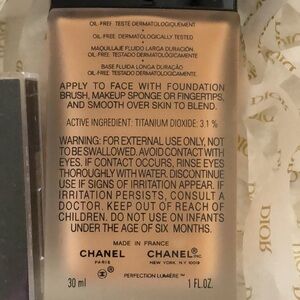 OIL-FREE TESTÉ DERMATOLOGIQUEMENT
OIL-FREE DERMATOLOGICALLY TESTED
MAQUILLAJE FLUIDO LARGA DURACIÓN.
OIL-FREE. TESTADO DERMATOLÓGICAMENTE.
BASE FLUIDA LONGA DURAÇÃO
OIL-FREE. TESTADO DERMATOLOGICAMENTE.
APPLY TO FACE WITH FOUNDATION
BRUSH, MAKEUP SPONGE OR FINGERTIPS,
AND SMOOTH OVER SKIN TO BLEND.
ACTIVE INGREDIENT: TITANIUM DIOXIDE: 3.1 %
WARNING: FOR EXTERNAL USE ONLY, NOT
TO BE SWALLOWED. AVOID CONTACT WITH
EYES. IF CONTACT OCCURS, RINSE EYES
THOROUGHLY WITH WATER. DISCONTINUE
USE IF SIGNS OF IRRITATION APPEAR. IF
IRRITATION PERSISTS, CONSULT A
DOCTOR. KEEP OUT OF REACH OF
CHILDREN. DO NOT USE ON INFANTS
UNDER THE AGE OF SIX MONTHS.
MADE IN FRANCE
CHANEL CHANEL INC
PARIS NEW YORK, N.Y. 10019
PERFECTION LUMIÈRE™
30 ml 1 FL OZ.
DIOR
DIOR